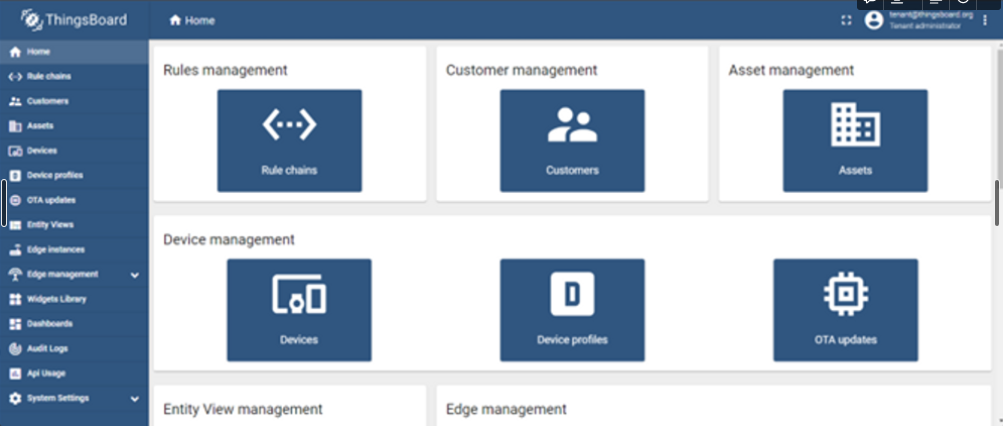 ThingsBoard
Home
tenant@thingsboard.org
Tenant administrator
Home
Rule chains
Customers
Assets
Devices
Device profiles
OTA updates
Entity Views
Edge instances
Edge management
Widgets Library
Dashboards
Audit Logs
Api Usage
System Settings
Rules management
Rule chains
Customer management
Customers
Asset management
Assets
Device management
Devices
D
Device profiles
OTA updates
Entity View management
Edge management